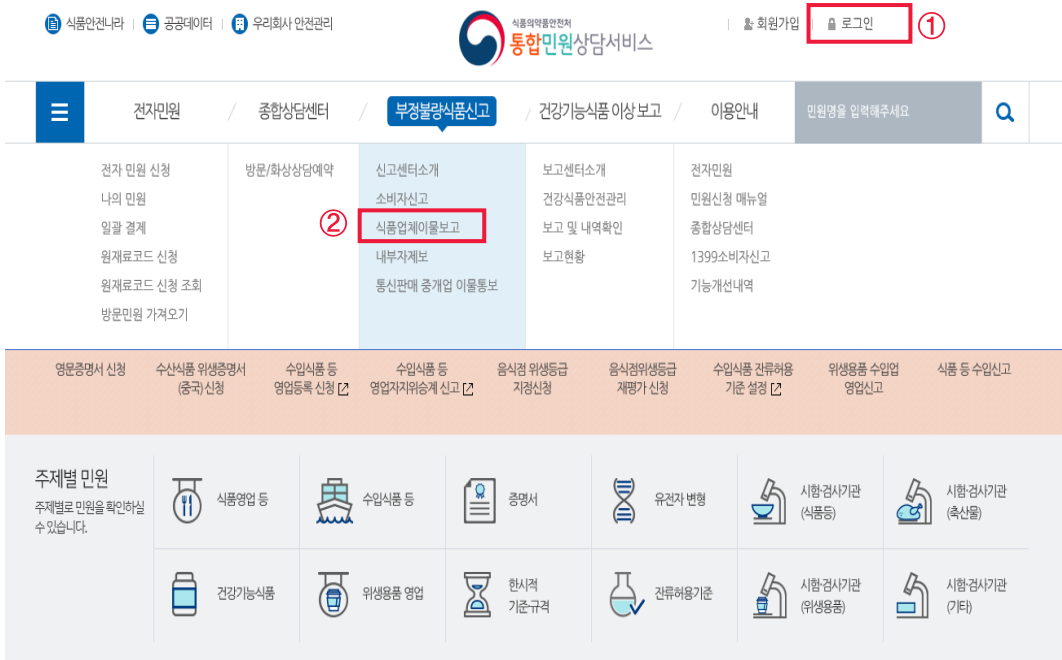 식품안전나라 공공데이터 우리회사 안전관리
식품의약품안전처
통합민원상담서비스
회원가입 로그인 ①
전자민원 / 종합상담센터 / 부정불량식품신고 / 건강기능식품 이상 보고 / 이용안내
민원명을 입력해주세요
전자 민원 신청
나의 민원
일괄 결제
원재료코드 신청
원재료코드 신청 조회
방문민원 가져오기
방문/화상상담예약
신고센터소개
소비자신고
② 식품업체이물보고
내부자제보
통신판매 중개업 이물통보
보고센터소개
건강식품안전관리
보고 및 내역확인
보고현황
전자민원
민원신청 매뉴얼
종합상담센터
1399소비자신고
기능개선내역
영문증명서 신청
수산식품 위생증명서
(중국) 신청
수입식품 등
영업등록 신청
수입식품 등
영업자지위승계 신고
음식점 위생등급
지정신청
음식점위생등급
재평가 신청
수입식품 잔류허용
기준 설정
위생용품 수입업
영업신고
식품 등 수입신고
주제별 민원
주제별로 민원을 확인하실
수 있습니다.
식품영업 등
수입식품 등
증명서
유전자 변형
시험·검사기관
(식품등)
시험·검사기관
(축산물)
건강기능식품
위생용품 영업
한시적
기준·규격
잔류허용기준
시험·검사기관
(위생용품)
시험·검사기관
(기타)